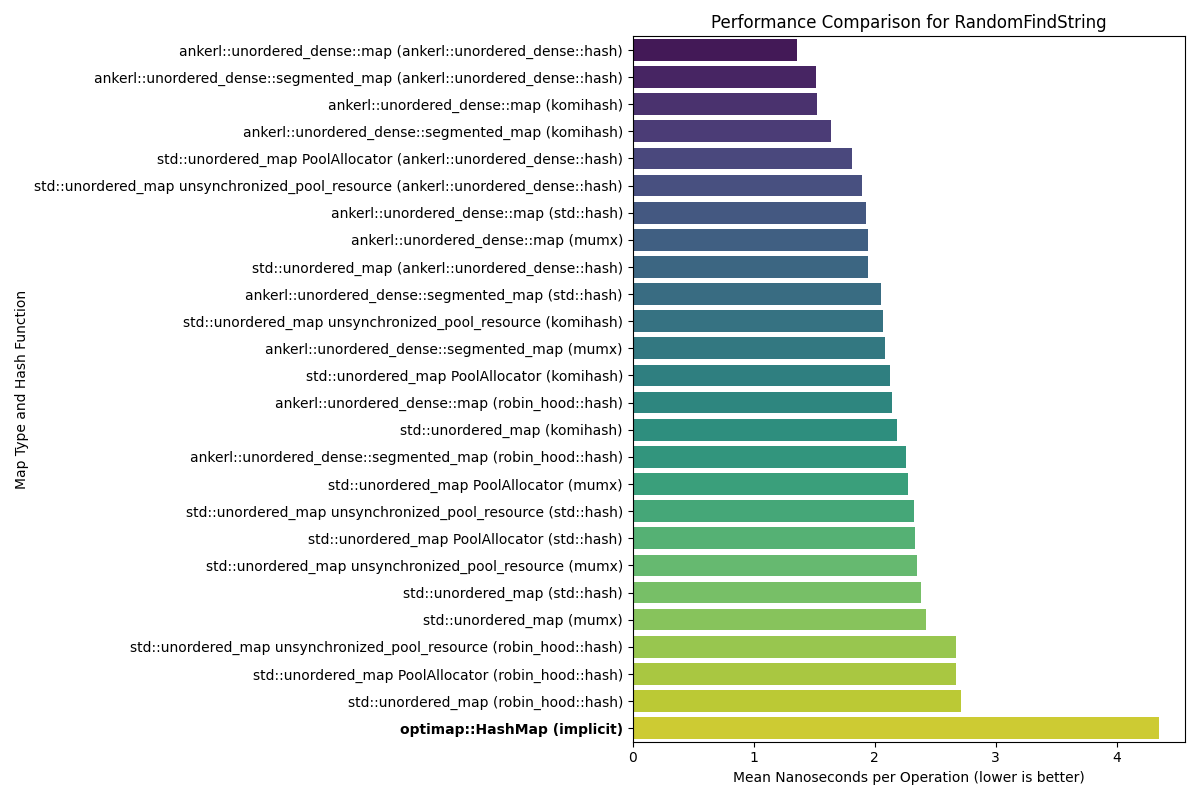 Performance Comparison for RandomFindString
Map Type and Hash Function
ankerl::unordered_dense::map (ankerl::unordered_dense::hash)
ankerl::unordered_dense::segmented_map (ankerl::unordered_dense::hash)
ankerl::unordered_dense::map (komihash)
ankerl::unordered_dense::segmented_map (komihash)
std::unordered_map PoolAllocator (ankerl::unordered_dense::hash)
std::unordered_map unsynchronized_pool_resource (ankerl::unordered_dense::hash)
ankerl::unordered_dense::map (std::hash)
ankerl::unordered_dense::map (mumx)
std::unordered_map (ankerl::unordered_dense::hash)
ankerl::unordered_dense::segmented_map (std::hash)
std::unordered_map unsynchronized_pool_resource (komihash)
ankerl::unordered_dense::segmented_map (mumx)
std::unordered_map PoolAllocator (komihash)
ankerl::unordered_dense::map (robin_hood::hash)
std::unordered_map (komihash)
ankerl::unordered_dense::segmented_map (robin_hood::hash)
std::unordered_map PoolAllocator (mumx)
std::unordered_map unsynchronized_pool_resource (std::hash)
std::unordered_map PoolAllocator (std::hash)
std::unordered_map unsynchronized_pool_resource (mumx)
std::unordered_map (std::hash)
std::unordered_map (mumx)
std::unordered_map unsynchronized_pool_resource (robin_hood::hash)
std::unordered_map PoolAllocator (robin_hood::hash)
std::unordered_map (robin_hood::hash)
optimap::HashMap (implicit)
0 1 2 3 4
Mean Nanoseconds per Operation (lower is better)